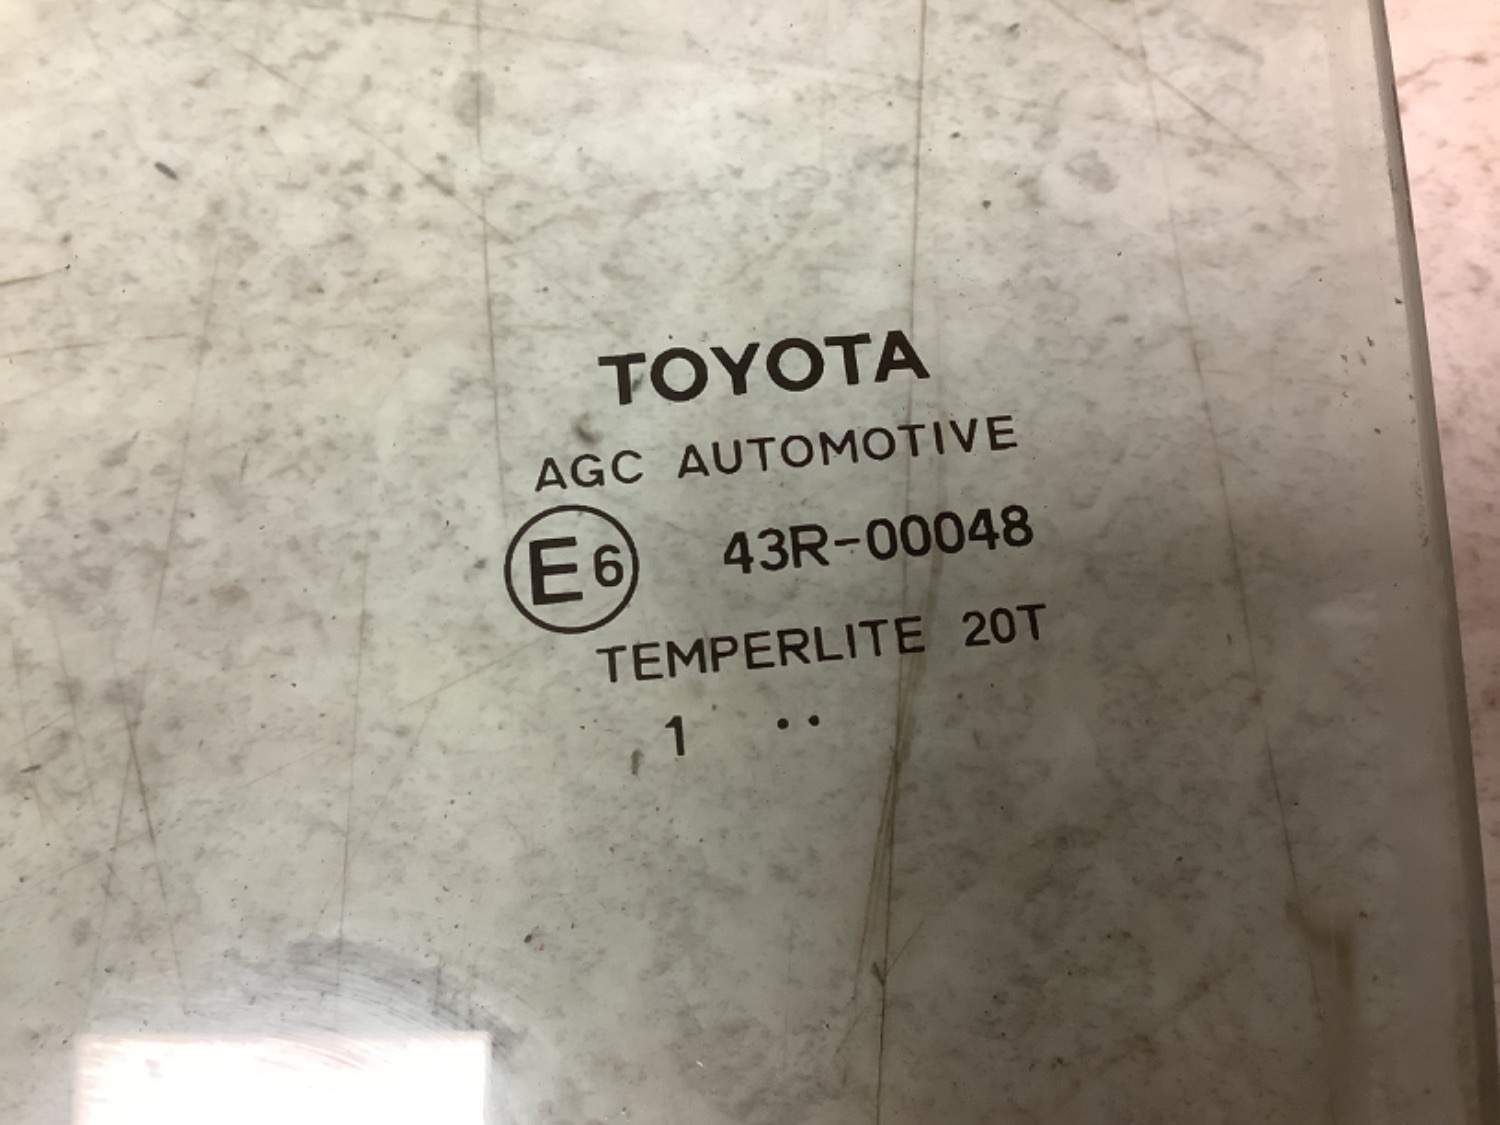 TOYOTA
AGC AUTOMOTIVE
E6 43R-00048
TEMPERLITE 20T
1 ..